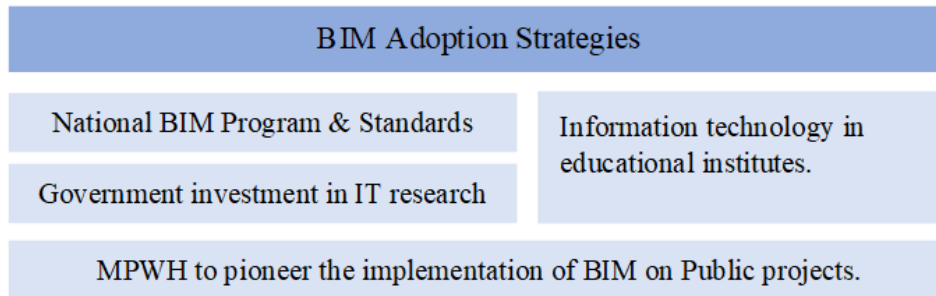 BIM Adoption Strategies
National BIM Program & Standards
Government investment in IT research
Information technology in
educational institutes.
MPWH to pioneer the implementation of BIM on Public projects.